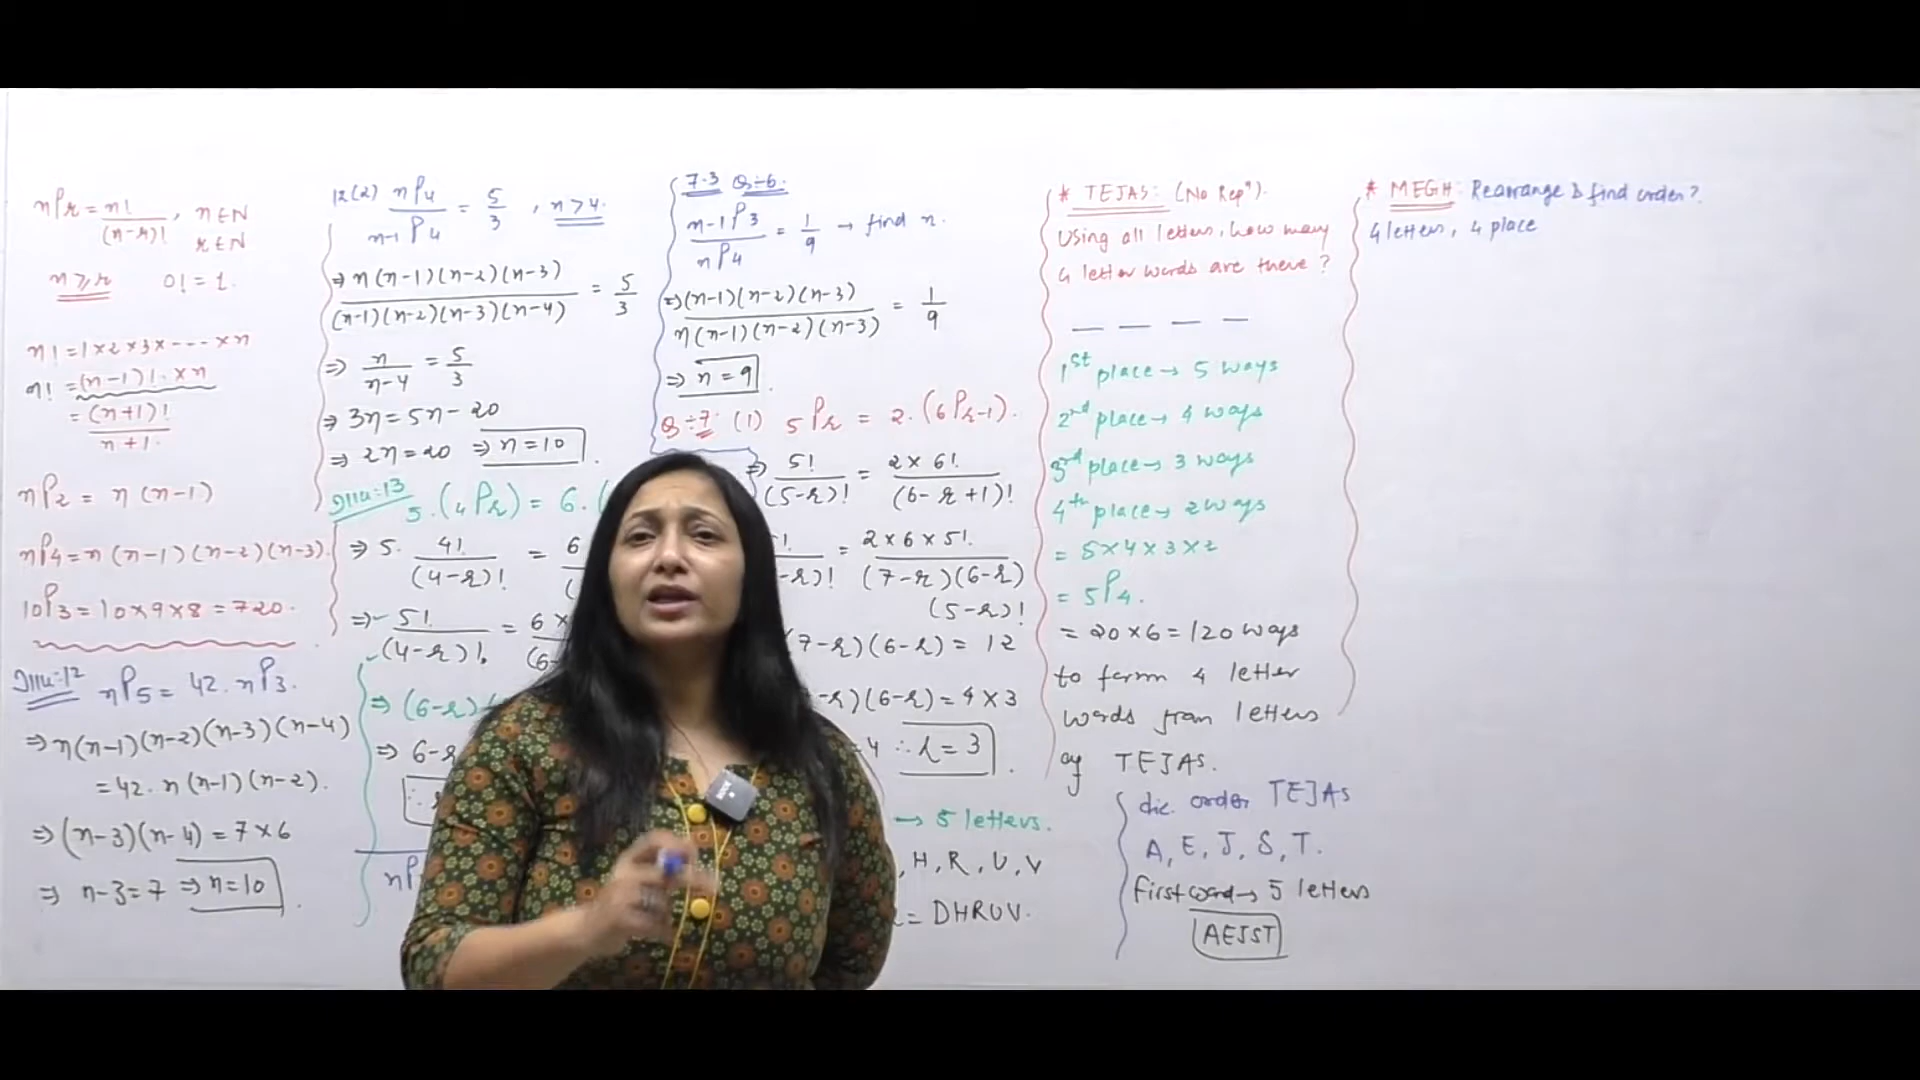 nPr = n! / (n-r)! , n∈N
r∈N
n ≥ r 0! = 1.
n! = 1×2×3×----×n
n! = (n-1)!.×n
= (n+1)! / n+1.
nP2 = n (n-1)
nP4 = n (n-1) (n-2) (n-3).
10P3 = 10×9×8 = 720.
Illu:12 nP5 = 42. nP3.
⇒ n(n-1)(n-2)(n-3)(n-4)
= 42. n(n-1)(n-2).
⇒ (n-3)(n-4) = 7×6
⇒ n-3 = 7 ⇒ n=10
12(2) nP4 / n-1P4 = 5/3 , n>4.
⇒ n(n-1)(n-2)(n-3) / (n-1)(n-2)(n-3)(n-4) = 5/3
⇒ n / n-4 = 5/3
⇒ 3n = 5n-20
⇒ 2n=20 ⇒ n=10
Illu:13 5.(4Pr) = 6.(
⇒ 5. 4! / (4-r)! = 6
⇒ 5! / (4-r)! = 6×
(6-
⇒ (6-r)
⇒ 6-r
nP
7.3 Q:-6.
n-1P3 / nP4 = 1/9 → find n.
⇒ (n-1)(n-2)(n-3) / n(n-1)(n-2)(n-3) = 1/9
⇒ n=9
Q:-7. (1) 5Pr = 2.(6Pr-1).
⇒ 5! / (5-r)! = 2×6! / (6-r+1)!
-r)! = 2×6×5! / (7-r)(6-r)
(5-r)!
(7-r)(6-r) = 12
-r)(6-r) = 4×3
4 ∴ r=3
→ 5 letters.
, H, R, U, V
= DHRUV.
* TEJAS: (No Repn).
Using all letters, how many
4 letter words are there?
1st place → 5 ways
2nd place → 4 ways
3rd place → 3 ways
4th place → 2 ways
= 5×4×3×2
= 5P4.
= 20×6 = 120 ways
to form 4 letter
words from letters
of TEJAS.
dic. order TEJAS
A, E, J, S, T.
First word → 5 letters
AEJST
* MEGH: Rearrange & find order?
4 letters, 4 place